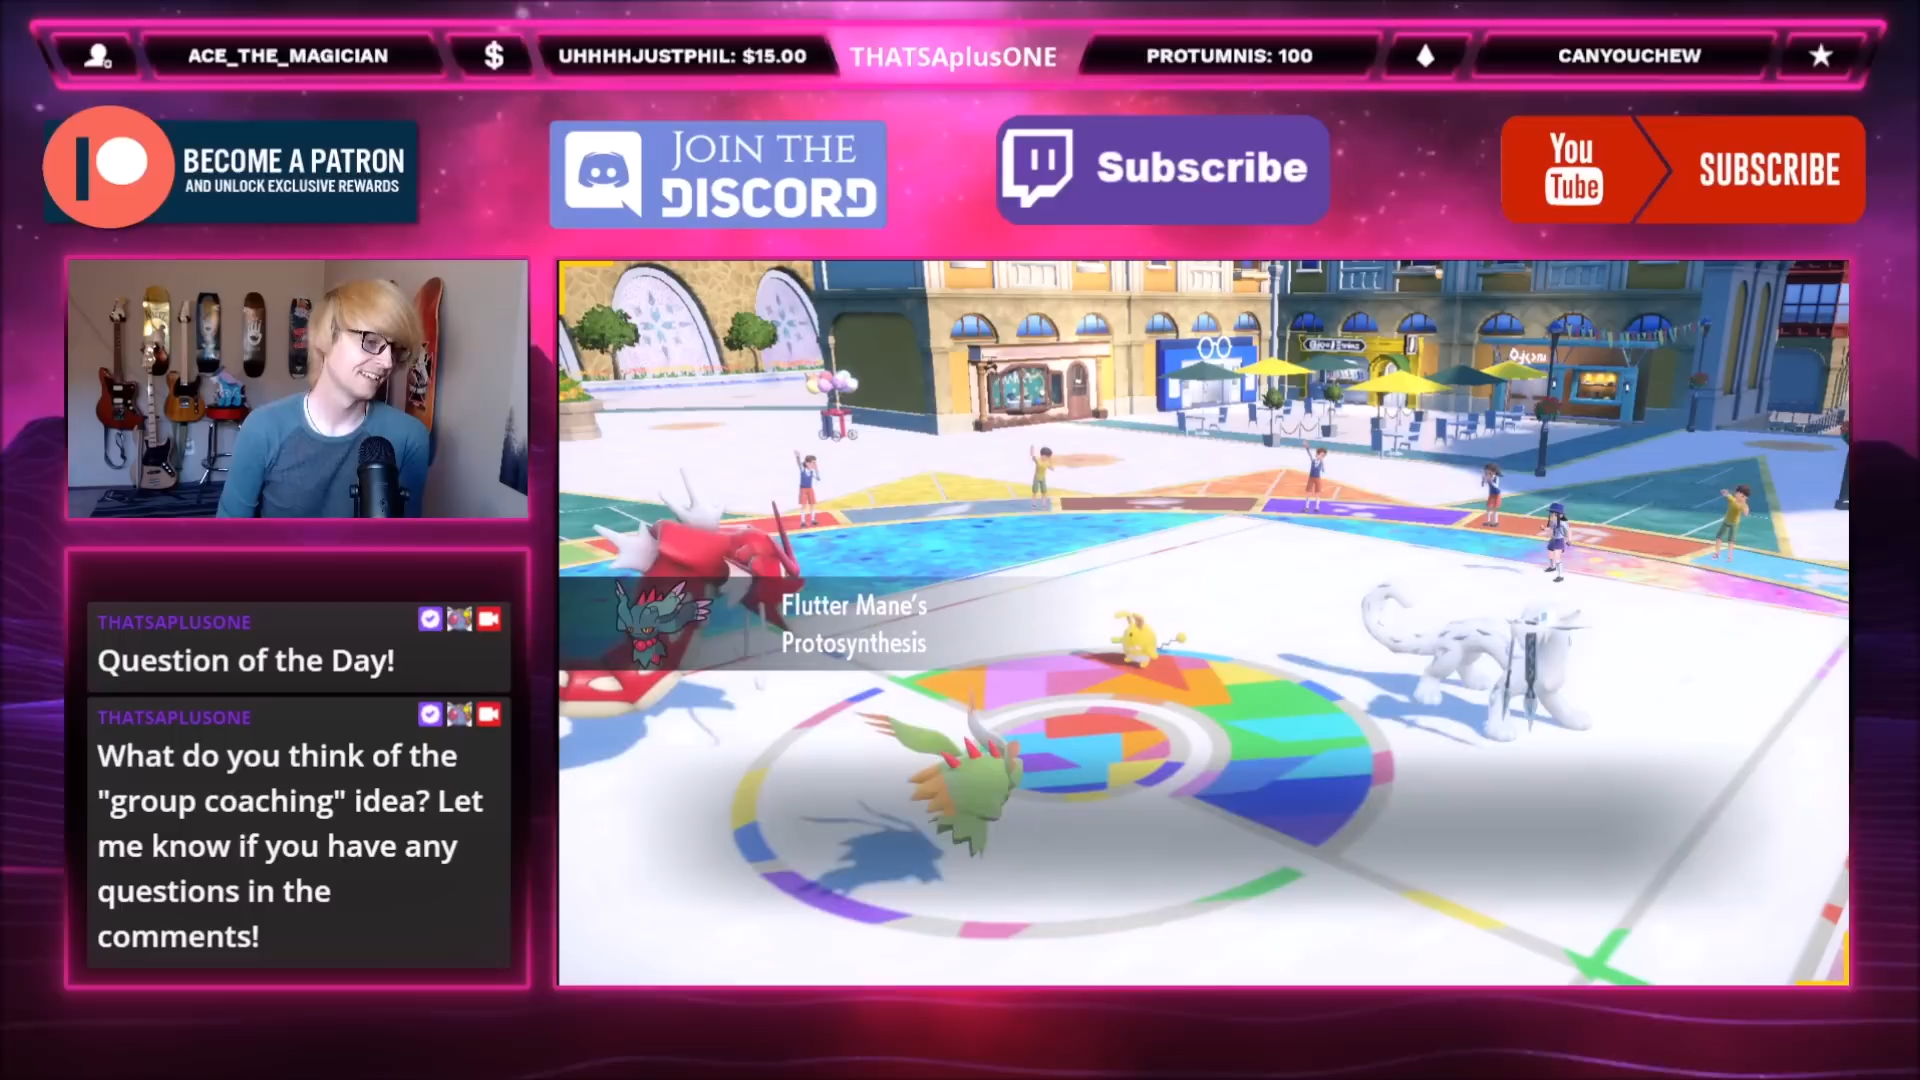 ACE_THE_MAGICIAN
$
UHHHHJUSTPHIL: $15.00
THATSAplusONE
PROTUMNIS: 100
CANYOUCHEW
BECOME A PATRON
AND UNLOCK EXCLUSIVE REWARDS
JOIN THE
DISCORD
Subscribe
You
Tube
SUBSCRIBE
Flutter Mane's
Protosynthesis
THATSAPLUSONE
Question of the Day!
THATSAPLUSONE
What do you think of the
"group coaching" idea? Let
me know if you have any
questions in the
comments!